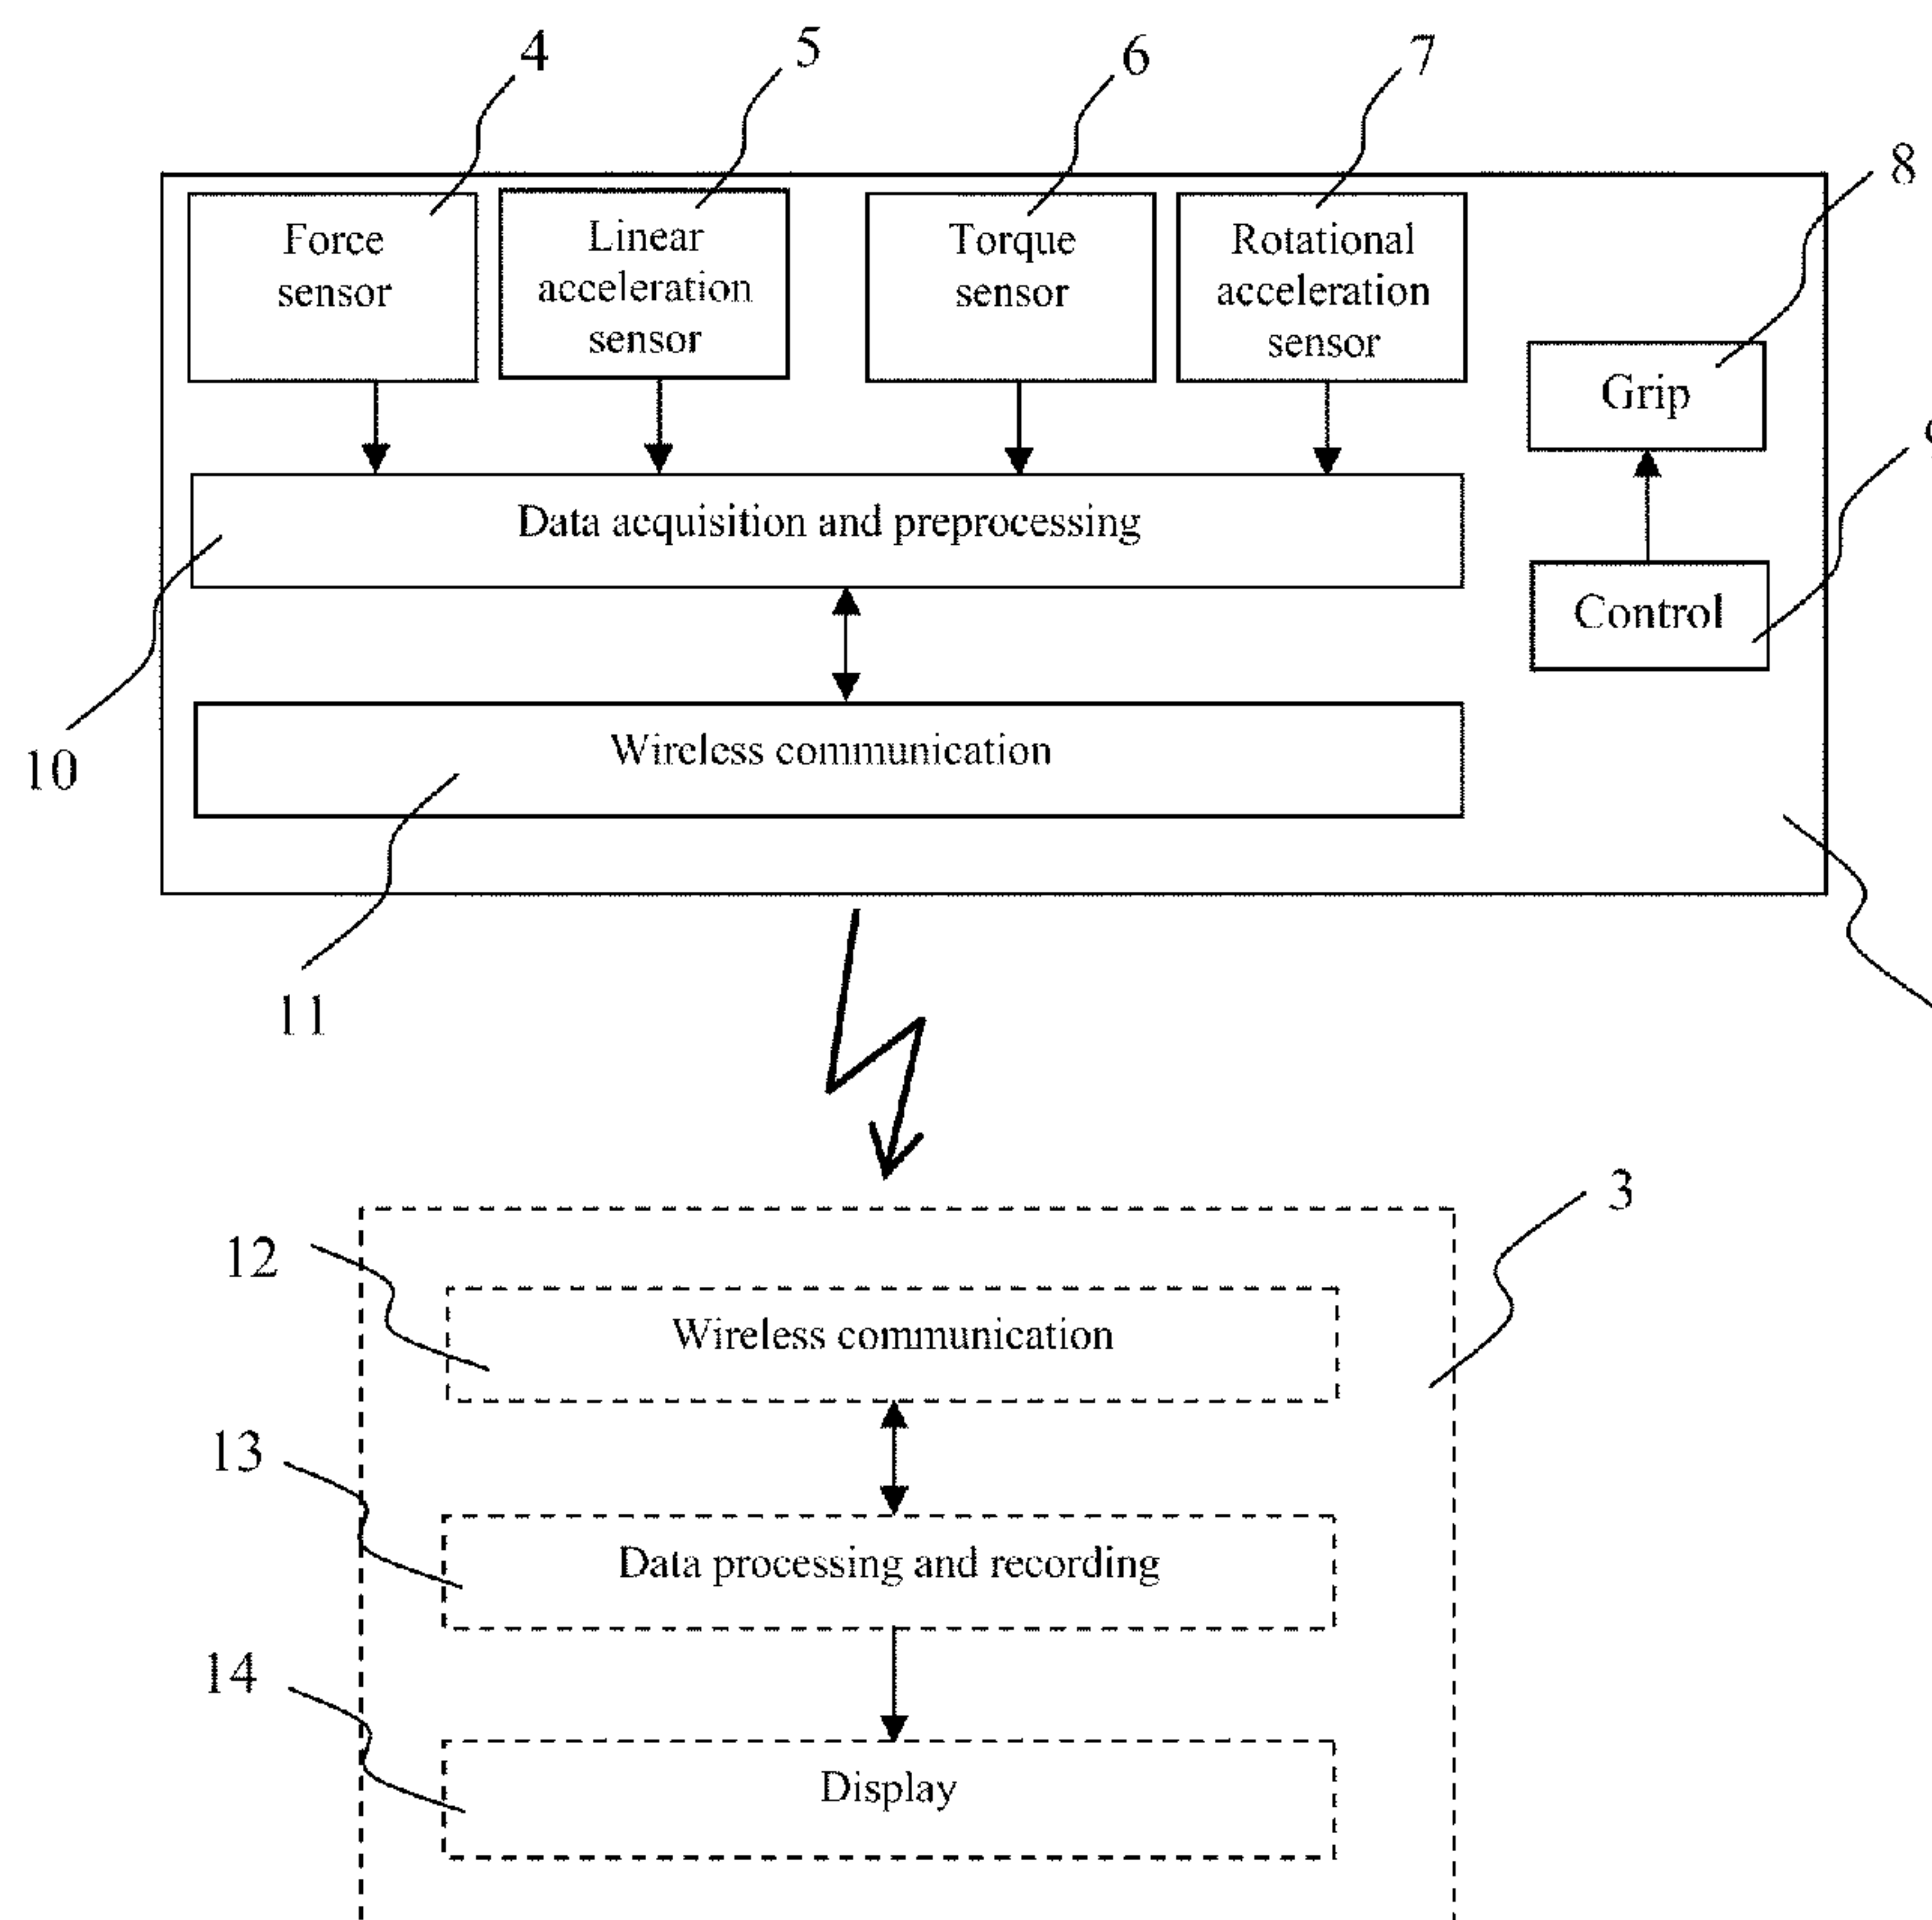 4
5
6
7
8
Force
sensor
Linear
acceleration
sensor
Torque
sensor
Rotational
acceleration
sensor
Grip
Data acquisition and preprocessing
Control
10
Wireless communication
11
3
12
Wireless communication
13
Data processing and recording
14
Display